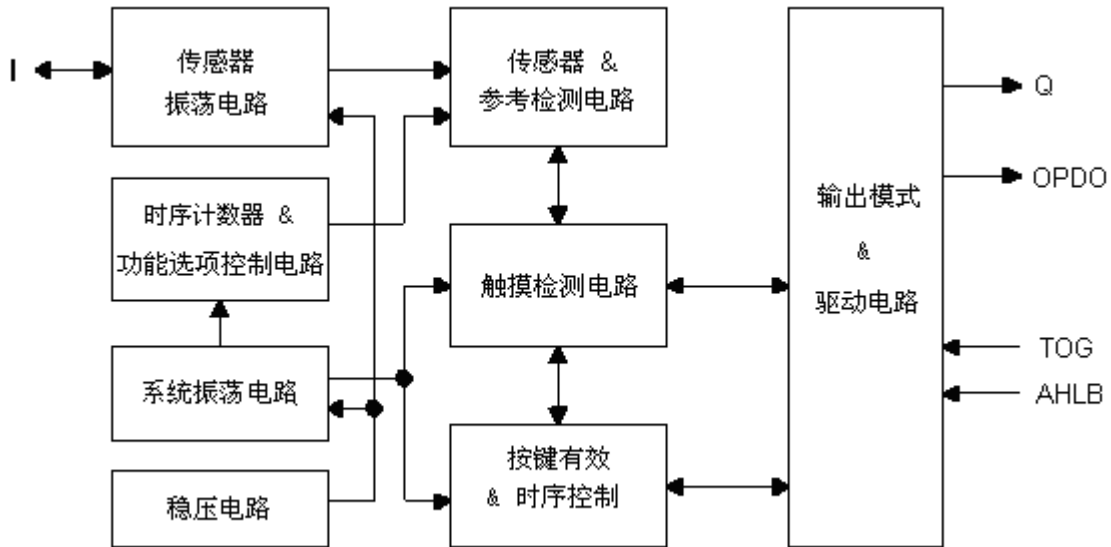 I
传感器
振荡电路
传感器 &
参考检测电路
时序计数器 &
功能选项控制电路
触摸检测电路
系统振荡电路
按键有效
& 时序控制
稳压电路
输出模式
&
驱动电路
Q
OPDO
TOG
AHLB